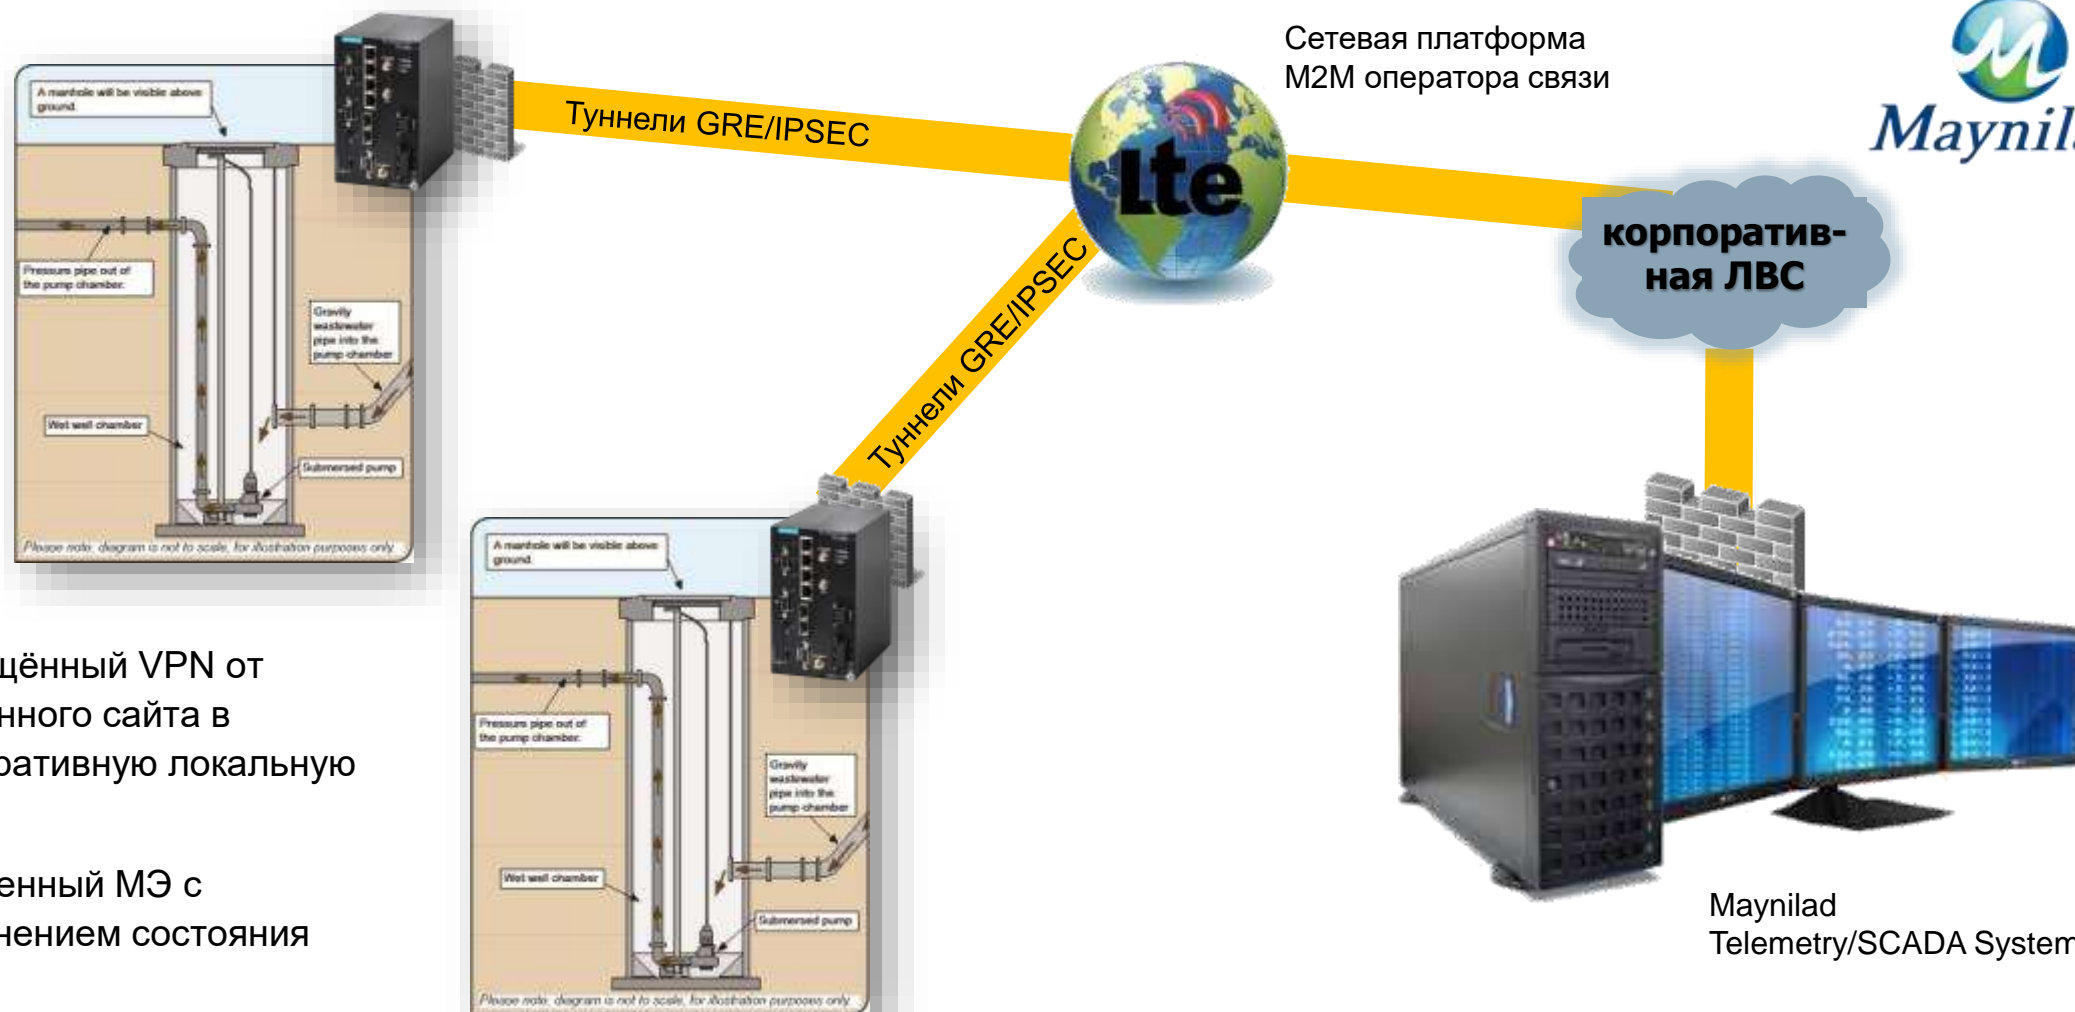 A manhole will be visible above
ground.
Pressure pipe out of
the pump chamber.
Gravity
wastewater
pipe into the
pump chamber
Wet well chamber
Submersed pump
Please note, diagram is not to scale, for illustration purposes only.
Туннели GRE/IPSEC
lte
Сетевая платформа
M2M оператора связи
Maynila
корпоратив-
ная ЛВС
Туннели GRE/IPSEC
A manhole will be visible above
ground.
Pressure pipe out of
the pump chamber.
Gravity
wastewater
pipe into the
pump chamber
Wet well chamber
Submersed pump
Please note, diagram is not to scale, for illustration purposes only.
щённый VPN от
нного сайта в
ративную локальную
енный МЭ с
нением состояния
Maynilad
Telemetry/SCADA System